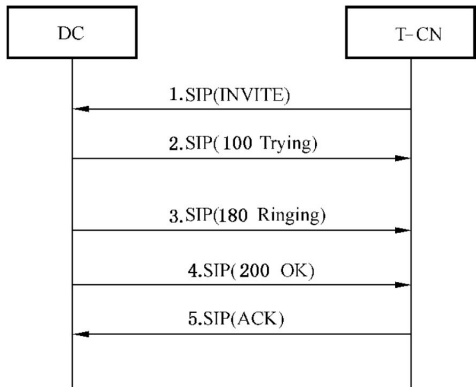 DC
T-CN
1.SIP(INVITE)
2.SIP(100 Trying)
3.SIP(180 Ringing)
4.SIP(200 OK)
5.SIP(ACK)